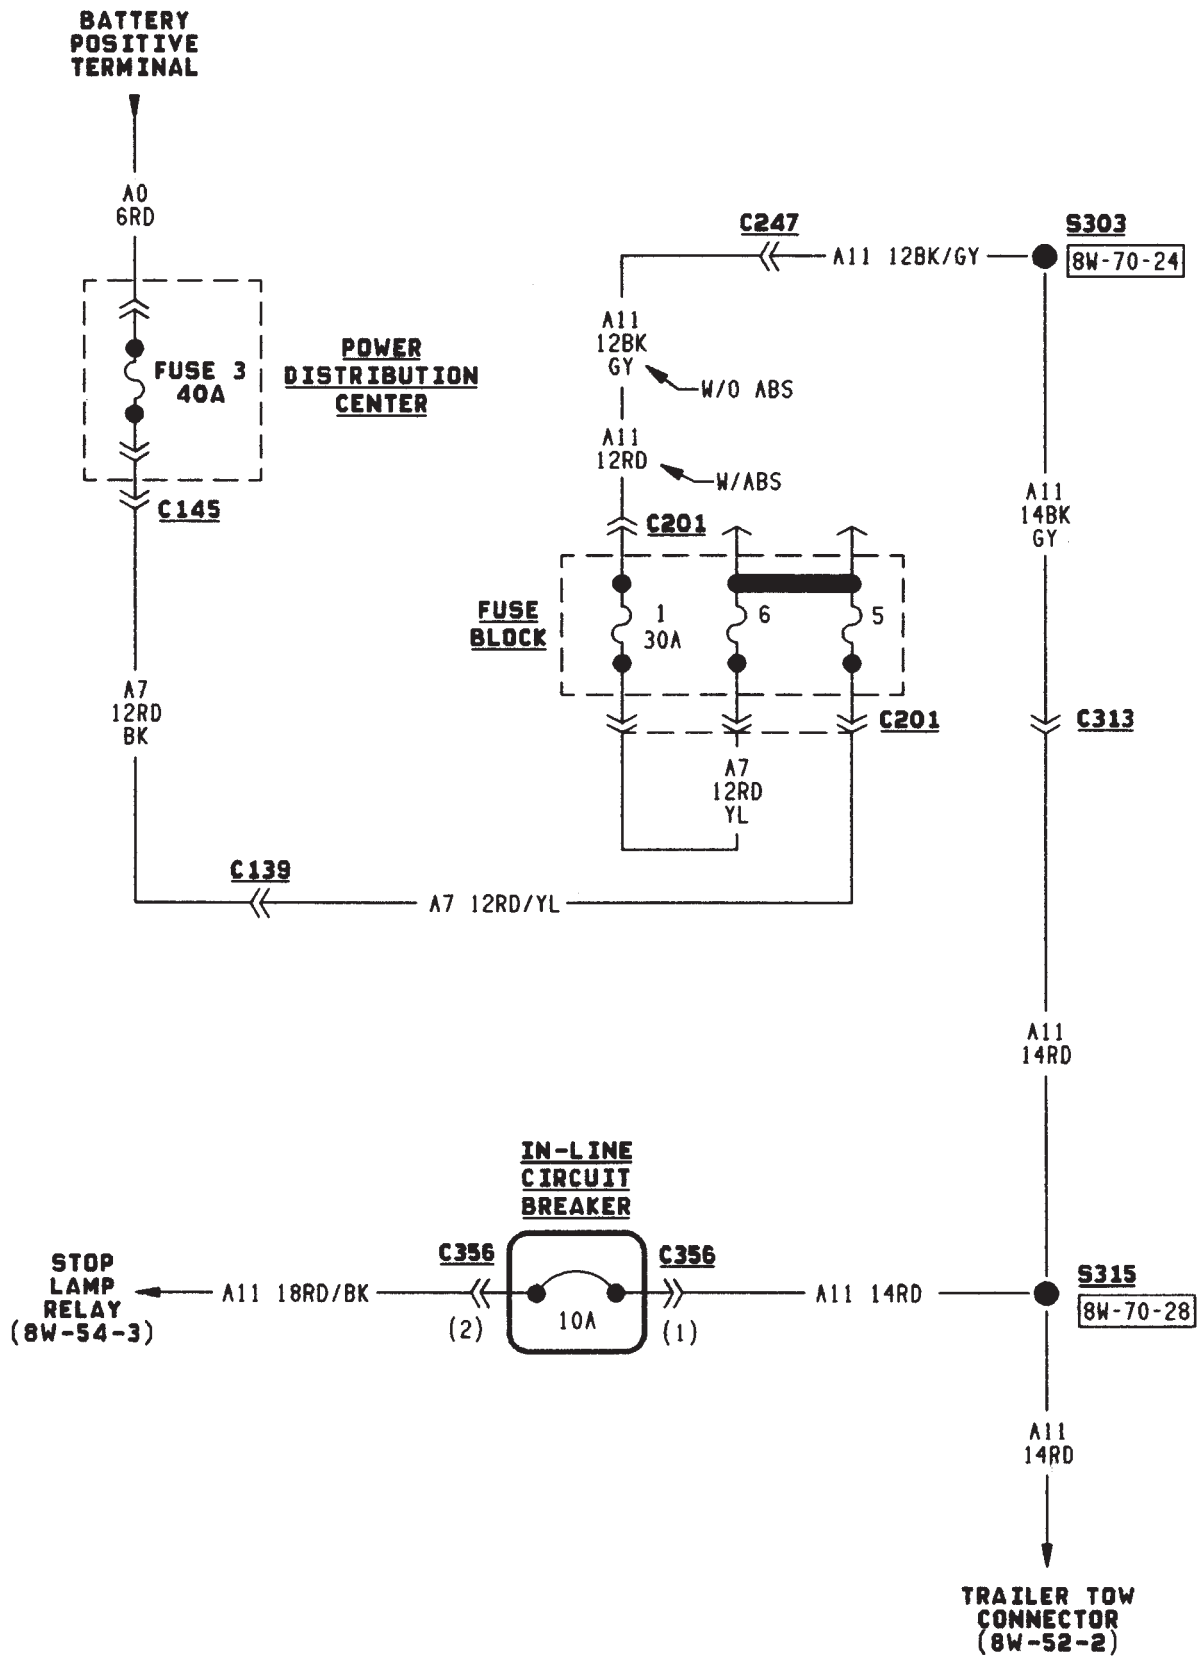 BATTERY
POSITIVE
TERMINAL
A0
6RD
FUSE 3
40A
POWER
DISTRIBUTION
CENTER
C145
A7
12RD
BK
C139
A7 12RD/YL
C247
A11 12BK/GY
S303
8W-70-24
A11
12BK
GY
W/O ABS
A11
12RD
W/ABS
C201
FUSE
BLOCK
1
30A
6
5
C201
A7
12RD
YL
A11
14BK
GY
C313
A11
14RD
IN-LINE
CIRCUIT
BREAKER
STOP
LAMP
RELAY
(8W-54-3)
A11 18RD/BK
C356
(2)
10A
C356
(1)
A11 14RD
S315
8W-70-28
A11
14RD
TRAILER TOW
CONNECTOR
(8W-52-2)